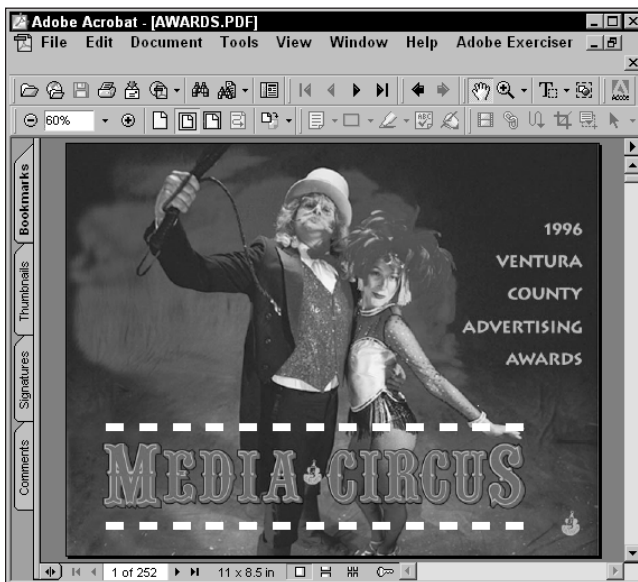 Adobe Acrobat - [AWARDS.PDF]
File Edit Document Tools View Window Help Adobe Exerciser
60%
Bookmarks
Thumbnails
Signatures
Comments
1996
VENTURA
COUNTY
ADVERTISING
AWARDS
MEDIA CIRCUS
1 of 252
11 x 8.5 in